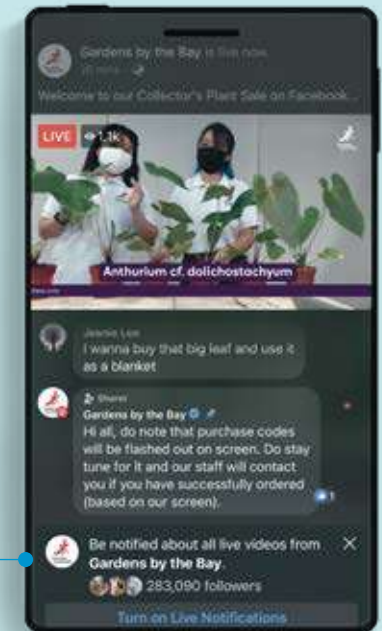 Gardens by the Bay is live now
Welcome to our Collector's Plant Sale on Facebook...
LIVE 1.1k
Anthurium cf. dolichostachyum
I wanna buy that big leaf and use it
as a blanket
Sharer
Gardens by the Bay
Hi all, do note that purchase codes
will be flashed out on screen. Do stay
tune for it and our staff will contact
you if you have successfully ordered
(based on our screen).
1
Be notified about all live videos from
Gardens by the Bay.
283,090 followers
Turn on Live Notifications